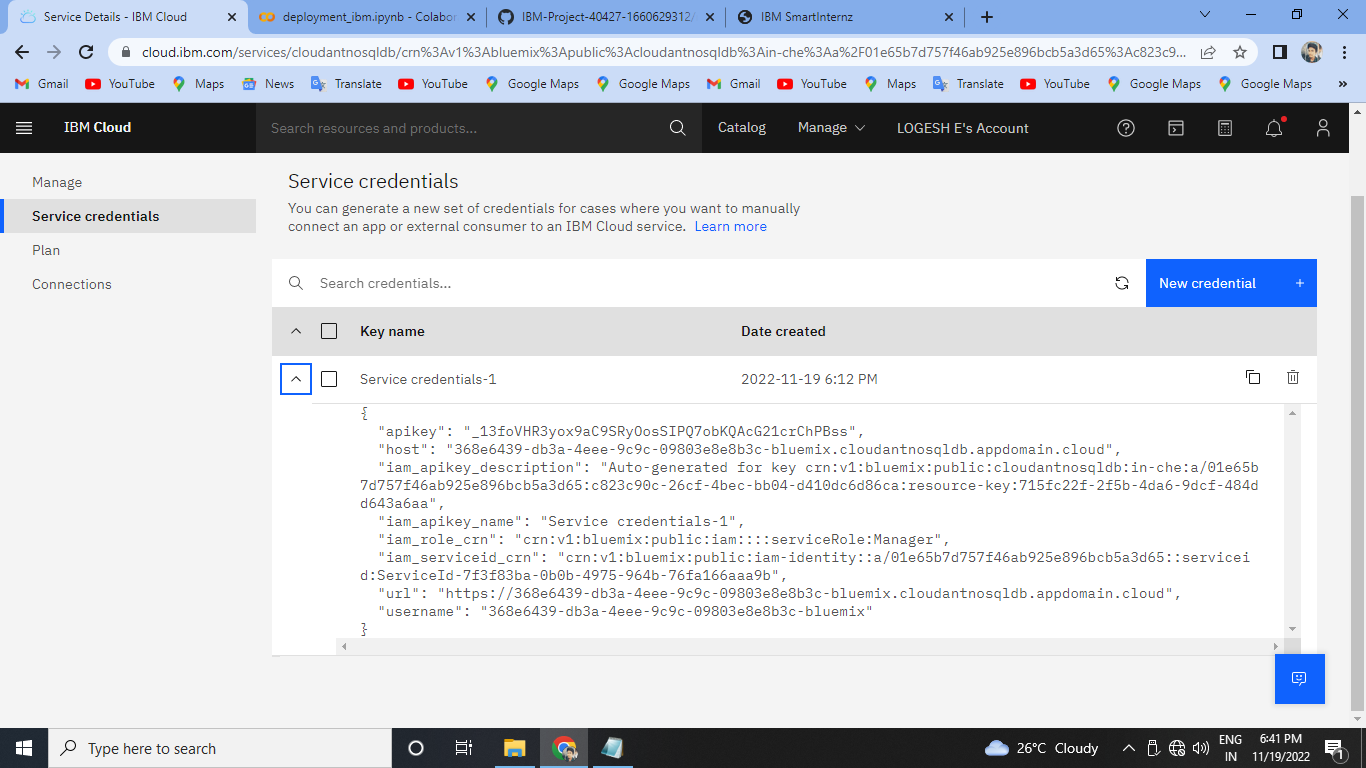 Service Details - IBM Cloud
deployment_ibm.ipynb - Colabor
IBM-Project-40427-1660629312/
IBM SmartInternz
cloud.ibm.com/services/cloudantnosqldb/crn%3Av1%3Abluemix%3Apublic%3Acloudantnosqldb%3Ain-che%3Aa%2F01e65b7d757f46ab925e896bcb5a3d65%3Ac823c9...
Gmail
YouTube
Maps
News
Translate
YouTube
Google Maps
Google Maps
Gmail
YouTube
Maps
Translate
YouTube
Google Maps
Google Maps
IBM Cloud
Search resources and products...
Catalog
Manage
LOGESH E's Account
Manage
Service credentials
Plan
Connections
Service credentials
You can generate a new set of credentials for cases where you want to manually
connect an app or external consumer to an IBM Cloud service. Learn more
Search credentials...
New credential +
Key name
Date created
Service credentials-1
2022-11-19 6:12 PM
{
"apikey": "_13foVHR3yox9aC9SRyOosSIPQ7obKQAcG21crChPBss",
"host": "368e6439-db3a-4eee-9c9c-09803e8e8b3c-bluemix.cloudantnosqldb.appdomain.cloud",
"iam_apikey_description": "Auto-generated for key crn:v1:bluemix:public:cloudantnosqldb:in-che:a/01e65b
7d757f46ab925e896bcb5a3d65:c823c90c-26cf-4bec-bb04-d410dc6d86ca:resource-key:715fc22f-2f5b-4da6-9dcf-484d
d643a6aa",
"iam_apikey_name": "Service credentials-1",
"iam_role_crn": "crn:v1:bluemix:public:iam::::serviceRole:Manager",
"iam_serviceid_crn": "crn:v1:bluemix:public:iam-identity::a/01e65b7d757f46ab925e896bcb5a3d65::servicei
d:ServiceId-7f3f83ba-0b0b-4975-964b-76fa166aaa9b",
"url": "https://368e6439-db3a-4eee-9c9c-09803e8e8b3c-bluemix.cloudantnosqldb.appdomain.cloud",
"username": "368e6439-db3a-4eee-9c9c-09803e8e8b3c-bluemix"
}
Type here to search
26°C Cloudy
ENG
IN
6:41 PM
11/19/2022
1